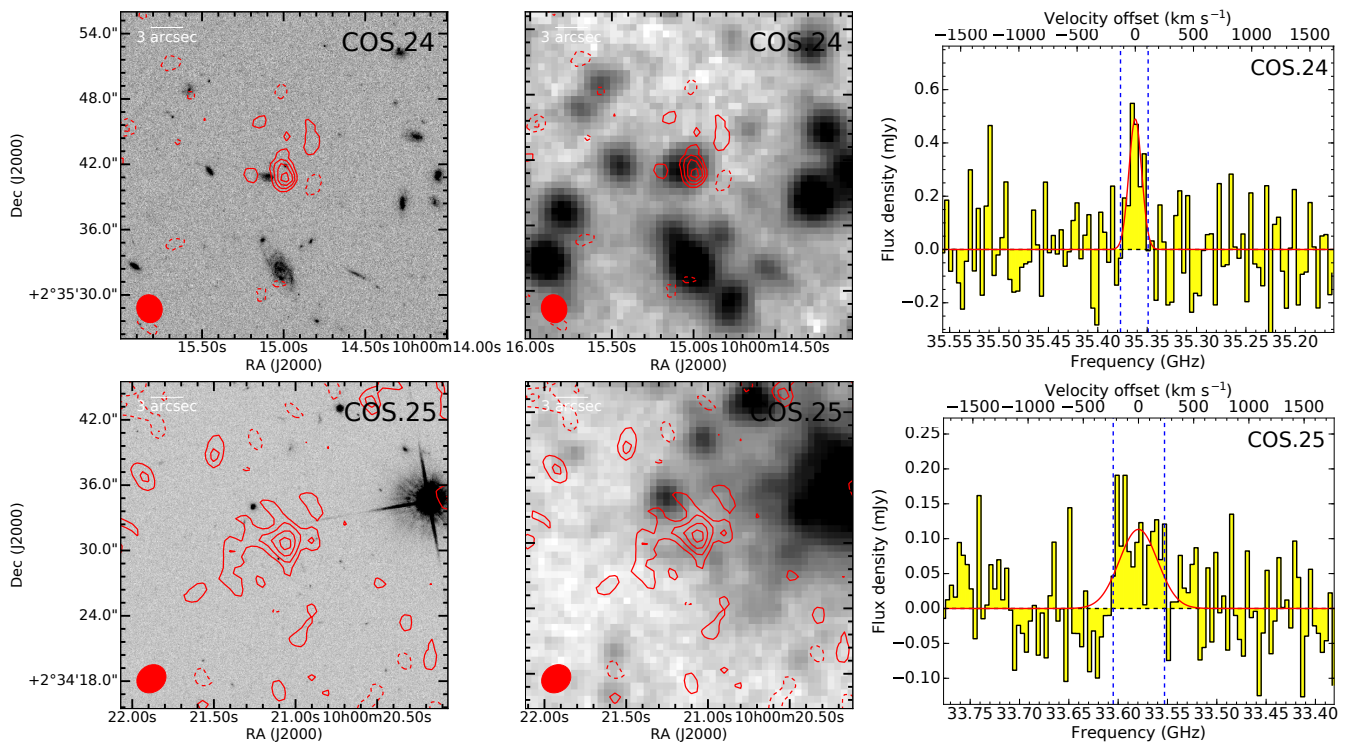 3 arcsec
COS.24
54.0"
48.0"
42.0"
36.0"
+2°35'30.0"
Dec (J2000)
15.50s 15.00s 14.50s 10h00m14.00s
RA (J2000)
3 arcsec
COS.24
16.00s 15.50s 15.00s 10h00m14.50s
RA (J2000)
Velocity offset (km s⁻¹)
−1500 −1000 −500 0 500 1000 1500
COS.24
0.6
0.4
0.2
0.0
−0.2
Flux density (mJy)
35.55 35.50 35.45 35.40 35.35 35.30 35.25 35.20
Frequency (GHz)
3 arcsec
COS.25
42.0"
36.0"
30.0"
24.0"
+2°34'18.0"
Dec (J2000)
22.00s 21.50s 21.00s 10h00m20.50s
RA (J2000)
3 arcsec
COS.25
22.00s 21.50s 21.00s 10h00m20.50s
RA (J2000)
Velocity offset (km s⁻¹)
−1500 −1000 −500 0 500 1000 1500
COS.25
0.25
0.20
0.15
0.10
0.05
0.00
−0.05
−0.10
Flux density (mJy)
33.75 33.70 33.65 33.60 33.55 33.50 33.45 33.40
Frequency (GHz)